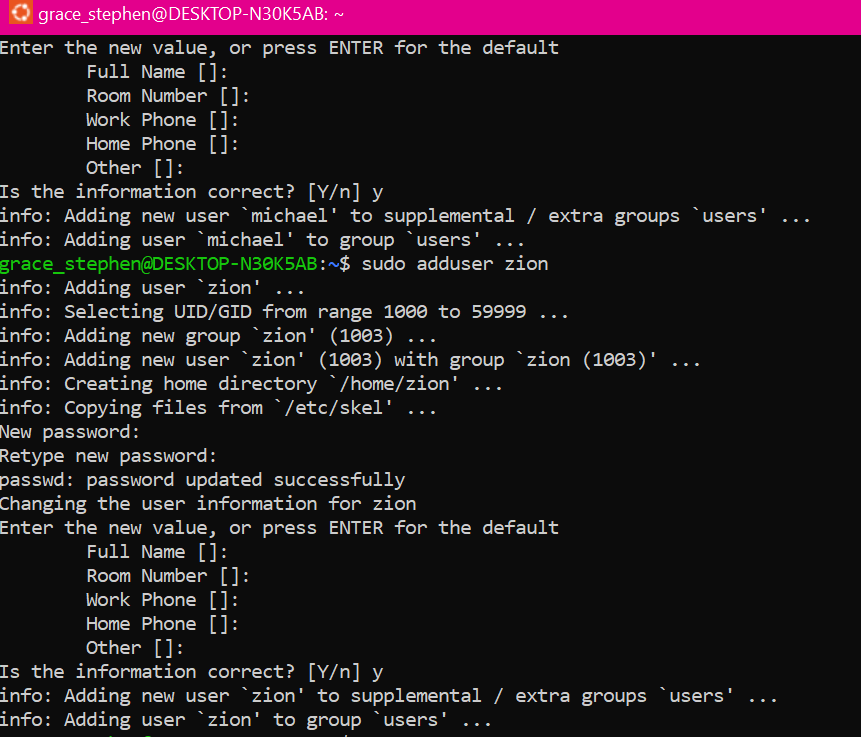 grace_stephen@DESKTOP-N30K5AB: ~
Enter the new value, or press ENTER for the default
Full Name []:
Room Number []:
Work Phone []:
Home Phone []:
Other []:
Is the information correct? [Y/n] y
info: Adding new user `michael' to supplemental / extra groups `users' ...
info: Adding user `michael' to group `users' ...
grace_stephen@DESKTOP-N30K5AB:~$ sudo adduser zion
info: Adding user `zion' ...
info: Selecting UID/GID from range 1000 to 59999 ...
info: Adding new group `zion' (1003) ...
info: Adding new user `zion' (1003) with group `zion (1003)' ...
info: Creating home directory `/home/zion' ...
info: Copying files from `/etc/skel' ...
New password:
Retype new password:
passwd: password updated successfully
Changing the user information for zion
Enter the new value, or press ENTER for the default
Full Name []:
Room Number []:
Work Phone []:
Home Phone []:
Other []:
Is the information correct? [Y/n] y
info: Adding new user `zion' to supplemental / extra groups `users' ...
info: Adding user `zion' to group `users' ...